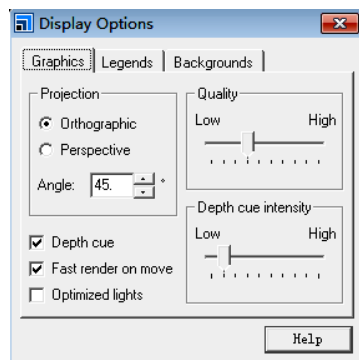 Display Options
Graphics Legends Backgrounds
Projection
Orthographic
Perspective
Angle: 45. °
Depth cue
Fast render on move
Optimized lights
Quality
Low High
Depth cue intensity
Low High
Help